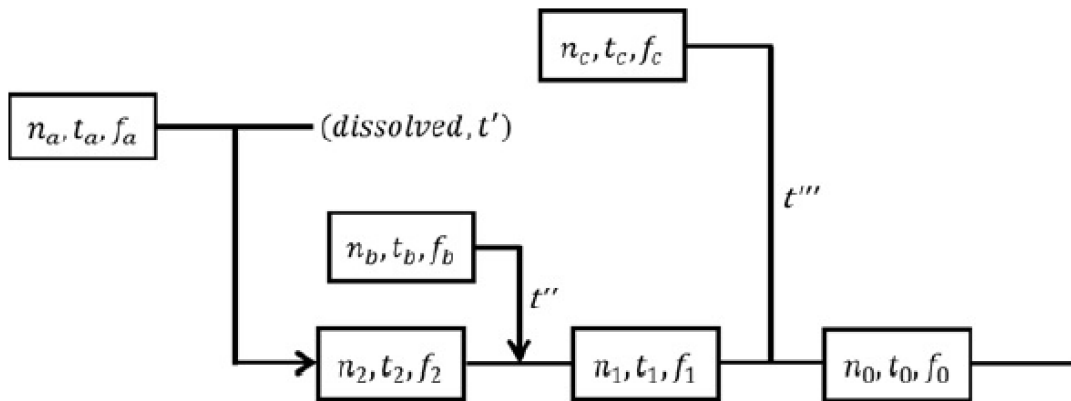 n_c, t_c, f_c
n_a, t_a, f_a
(dissolved, t')
t'''
n_b, t_b, f_b
t''
n_2, t_2, f_2
n_1, t_1, f_1
n_0, t_0, f_0